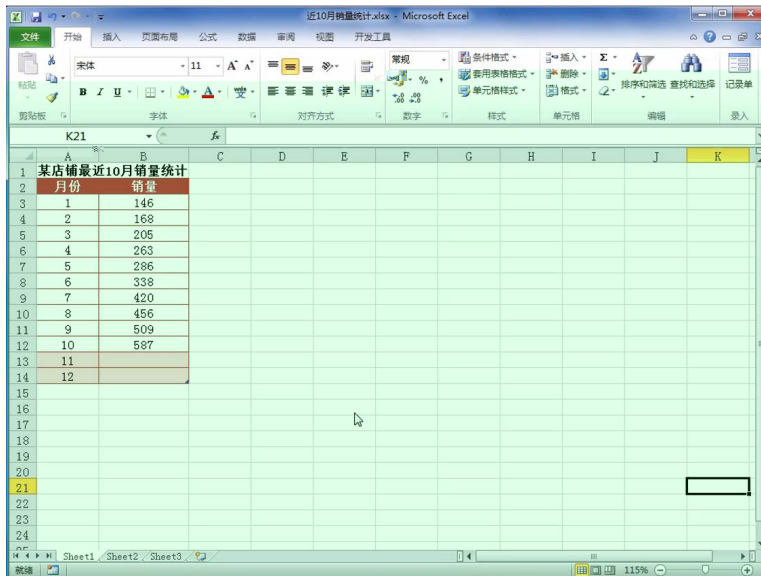 近10月销量统计.xlsx - Microsoft Excel
文件 开始 插入 页面布局 公式 数据 审阅 视图 开发工具
宋体 11 A A 常规 条件格式 插入 Σ
粘贴 B I U A 變 % , 套用表格格式 删除 排序和筛选 查找和选择 记录单
单元格样式 格式
剪贴板 字体 对齐方式 数字 样式 单元格 编辑 录入
K21 fx
A B C D E F G H I J K
1 某店铺最近10月销量统计
2 月份 销量
3 1 146
4 2 168
5 3 205
6 4 263
7 5 286
8 6 338
9 7 420
10 8 456
11 9 509
12 10 587
13 11
14 12
15
16
17
18
19
20
21
22
23
24
Sheet1 Sheet2 Sheet3
就绪 115%